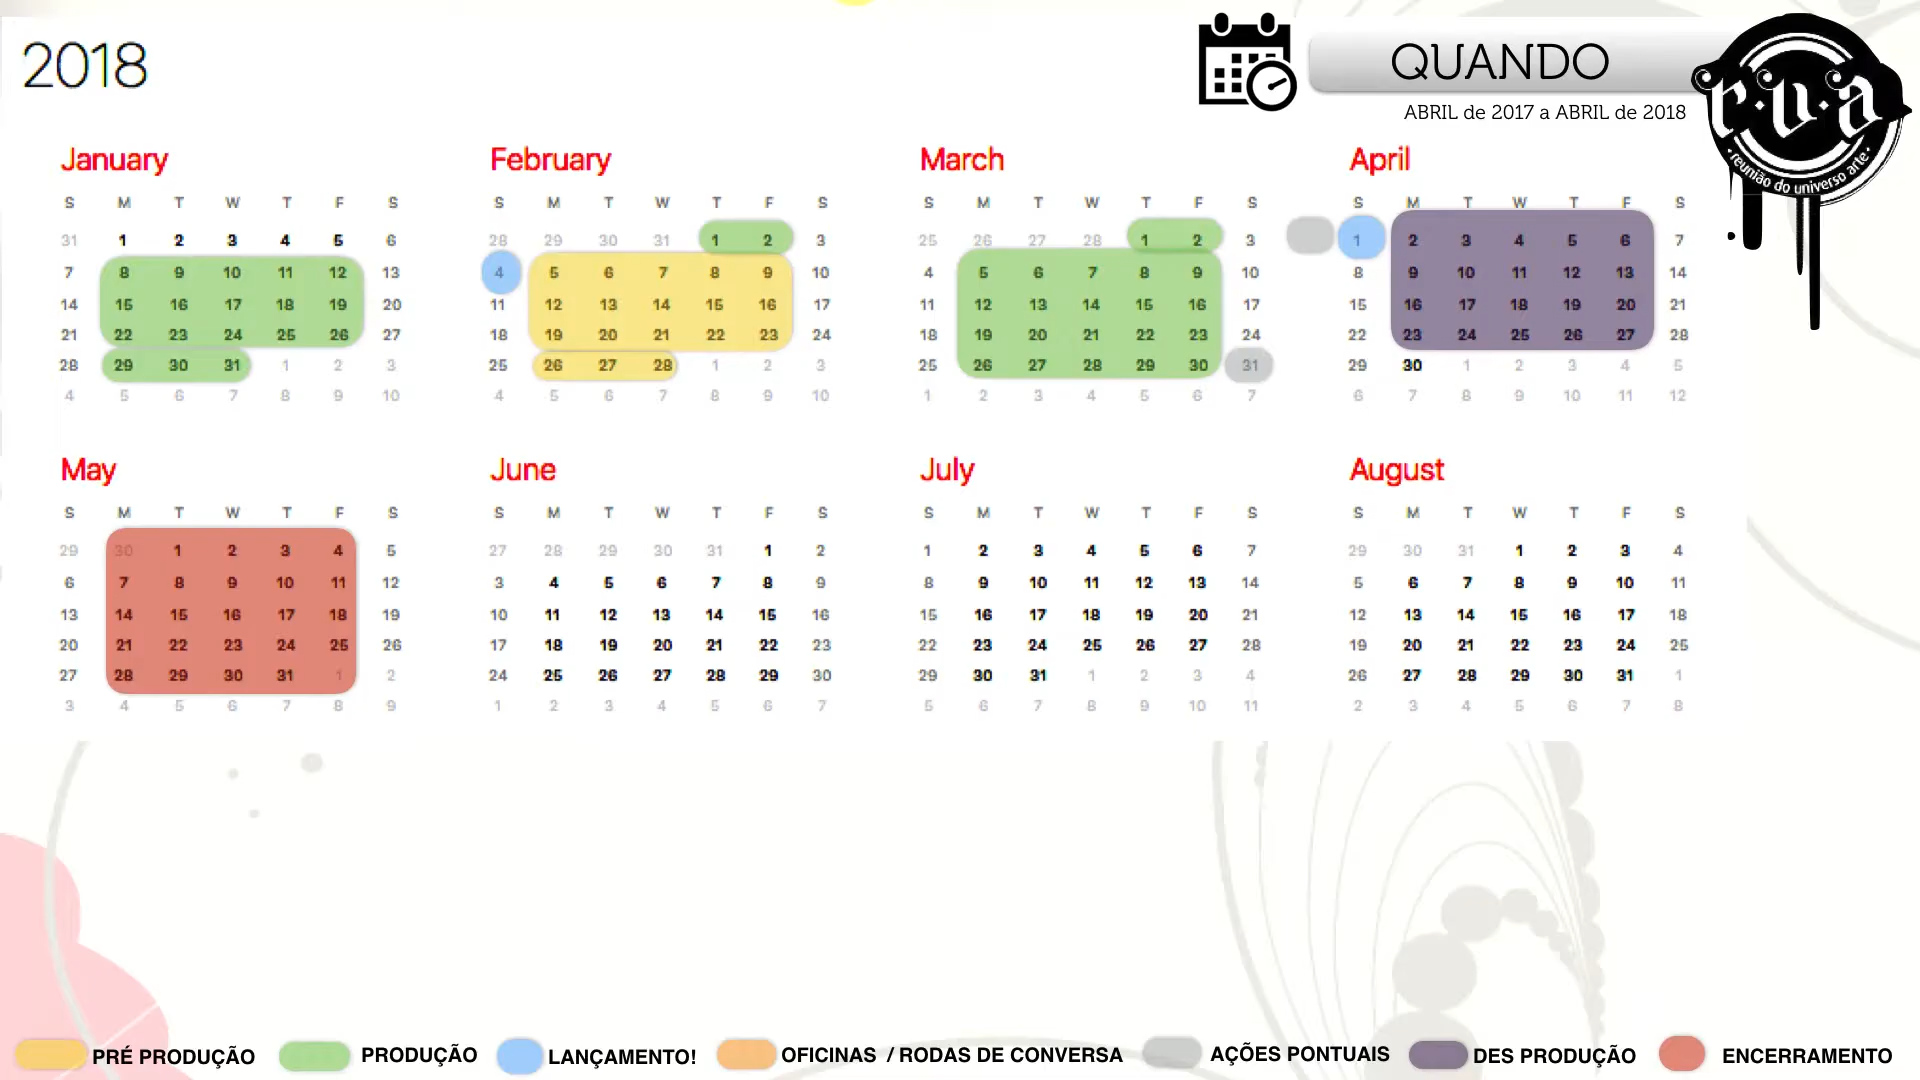 2018
QUANDO
ABRIL de 2017 a ABRIL de 2018
r.u.a
reunião do universo arte
January
S M T W T F S
31 1 2 3 4 5 6
7 8 9 10 11 12 13
14 15 16 17 18 19 20
21 22 23 24 25 26 27
28 29 30 31 1 2 3
4 5 6 7 8 9 10
February
S M T W T F S
28 29 30 31 1 2 3
4 5 6 7 8 9 10
11 12 13 14 15 16 17
18 19 20 21 22 23 24
25 26 27 28 1 2 3
4 5 6 7 8 9 10
March
S M T W T F S
25 26 27 28 1 2 3
4 5 6 7 8 9 10
11 12 13 14 15 16 17
18 19 20 21 22 23 24
25 26 27 28 29 30 31
1 2 3 4 5 6 7
April
S M T W T F S
1 2 3 4 5 6 7
8 9 10 11 12 13 14
15 16 17 18 19 20 21
22 23 24 25 26 27 28
29 30 1 2 3 4 5
6 7 8 9 10 11 12
May
S M T W T F S
29 30 1 2 3 4 5
6 7 8 9 10 11 12
13 14 15 16 17 18 19
20 21 22 23 24 25 26
27 28 29 30 31 1 2
3 4 5 6 7 8 9
June
S M T W T F S
27 28 29 30 31 1 2
3 4 5 6 7 8 9
10 11 12 13 14 15 16
17 18 19 20 21 22 23
24 25 26 27 28 29 30
1 2 3 4 5 6 7
July
S M T W T F S
1 2 3 4 5 6 7
8 9 10 11 12 13 14
15 16 17 18 19 20 21
22 23 24 25 26 27 28
29 30 31 1 2 3 4
5 6 7 8 9 10 11
August
S M T W T F S
29 30 31 1 2 3 4
5 6 7 8 9 10 11
12 13 14 15 16 17 18
19 20 21 22 23 24 25
26 27 28 29 30 31 1
2 3 4 5 6 7 8
PRÉ PRODUÇÃO PRODUÇÃO LANÇAMENTO! OFICINAS / RODAS DE CONVERSA AÇÕES PONTUAIS DES PRODUÇÃO ENCERRAMENTO